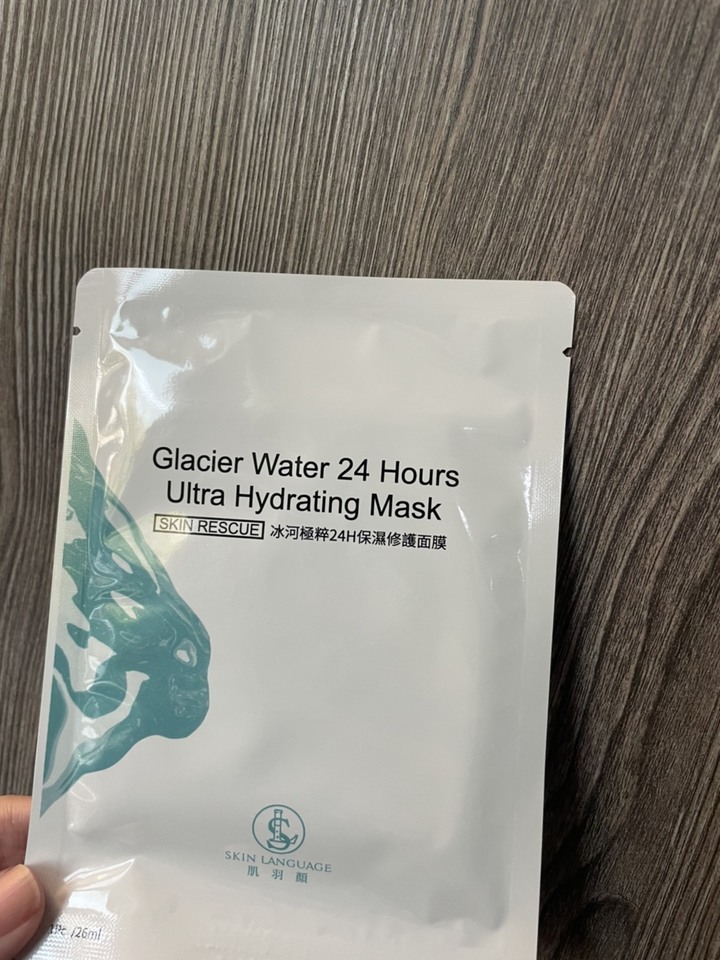 Glacier Water 24 Hours
Ultra Hydrating Mask
SKIN RESCUE 冰河極粹24H保濕修護面膜
SKIN LANGUAGE
肌羽顏
/26ml